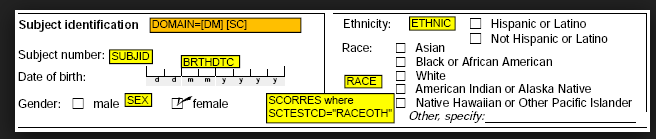 Subject identification DOMAIN=[DM] [SC]
Subject number: SUBJID
BRTHDTC
Date of birth:
d d m m y y y y
Gender: male SEX female
Ethnicity: ETHNIC Hispanic or Latino
Not Hispanic or Latino
Race: Asian
Black or African American
RACE White
American Indian or Alaska Native
Native Hawaiian or Other Pacific Islander
SCORRES where
SCTESTCD="RACEOTH"
Other, specify: